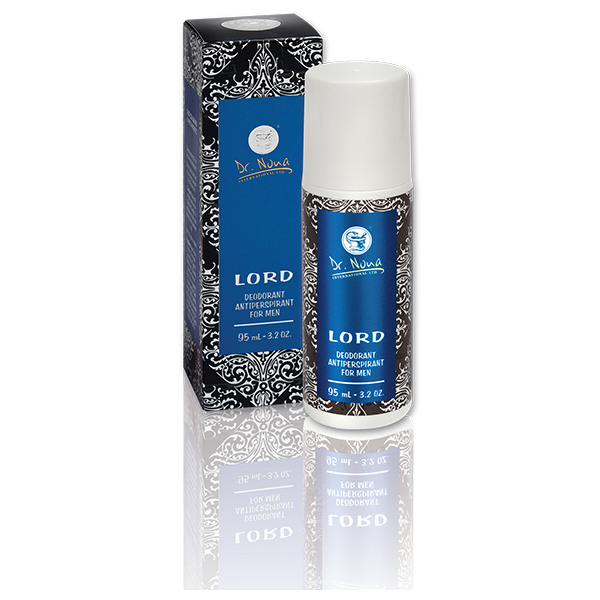 Dr. Nona
INTERNATIONAL LTD.
LORD
DEODORANT
ANTIPERSPIRANT
FOR MEN
95 mL - 3.2 OZ.
Dr. Nona
INTERNATIONAL LTD.
LORD
DEODORANT
ANTIPERSPIRANT
FOR MEN
95 mL - 3.2 OZ.